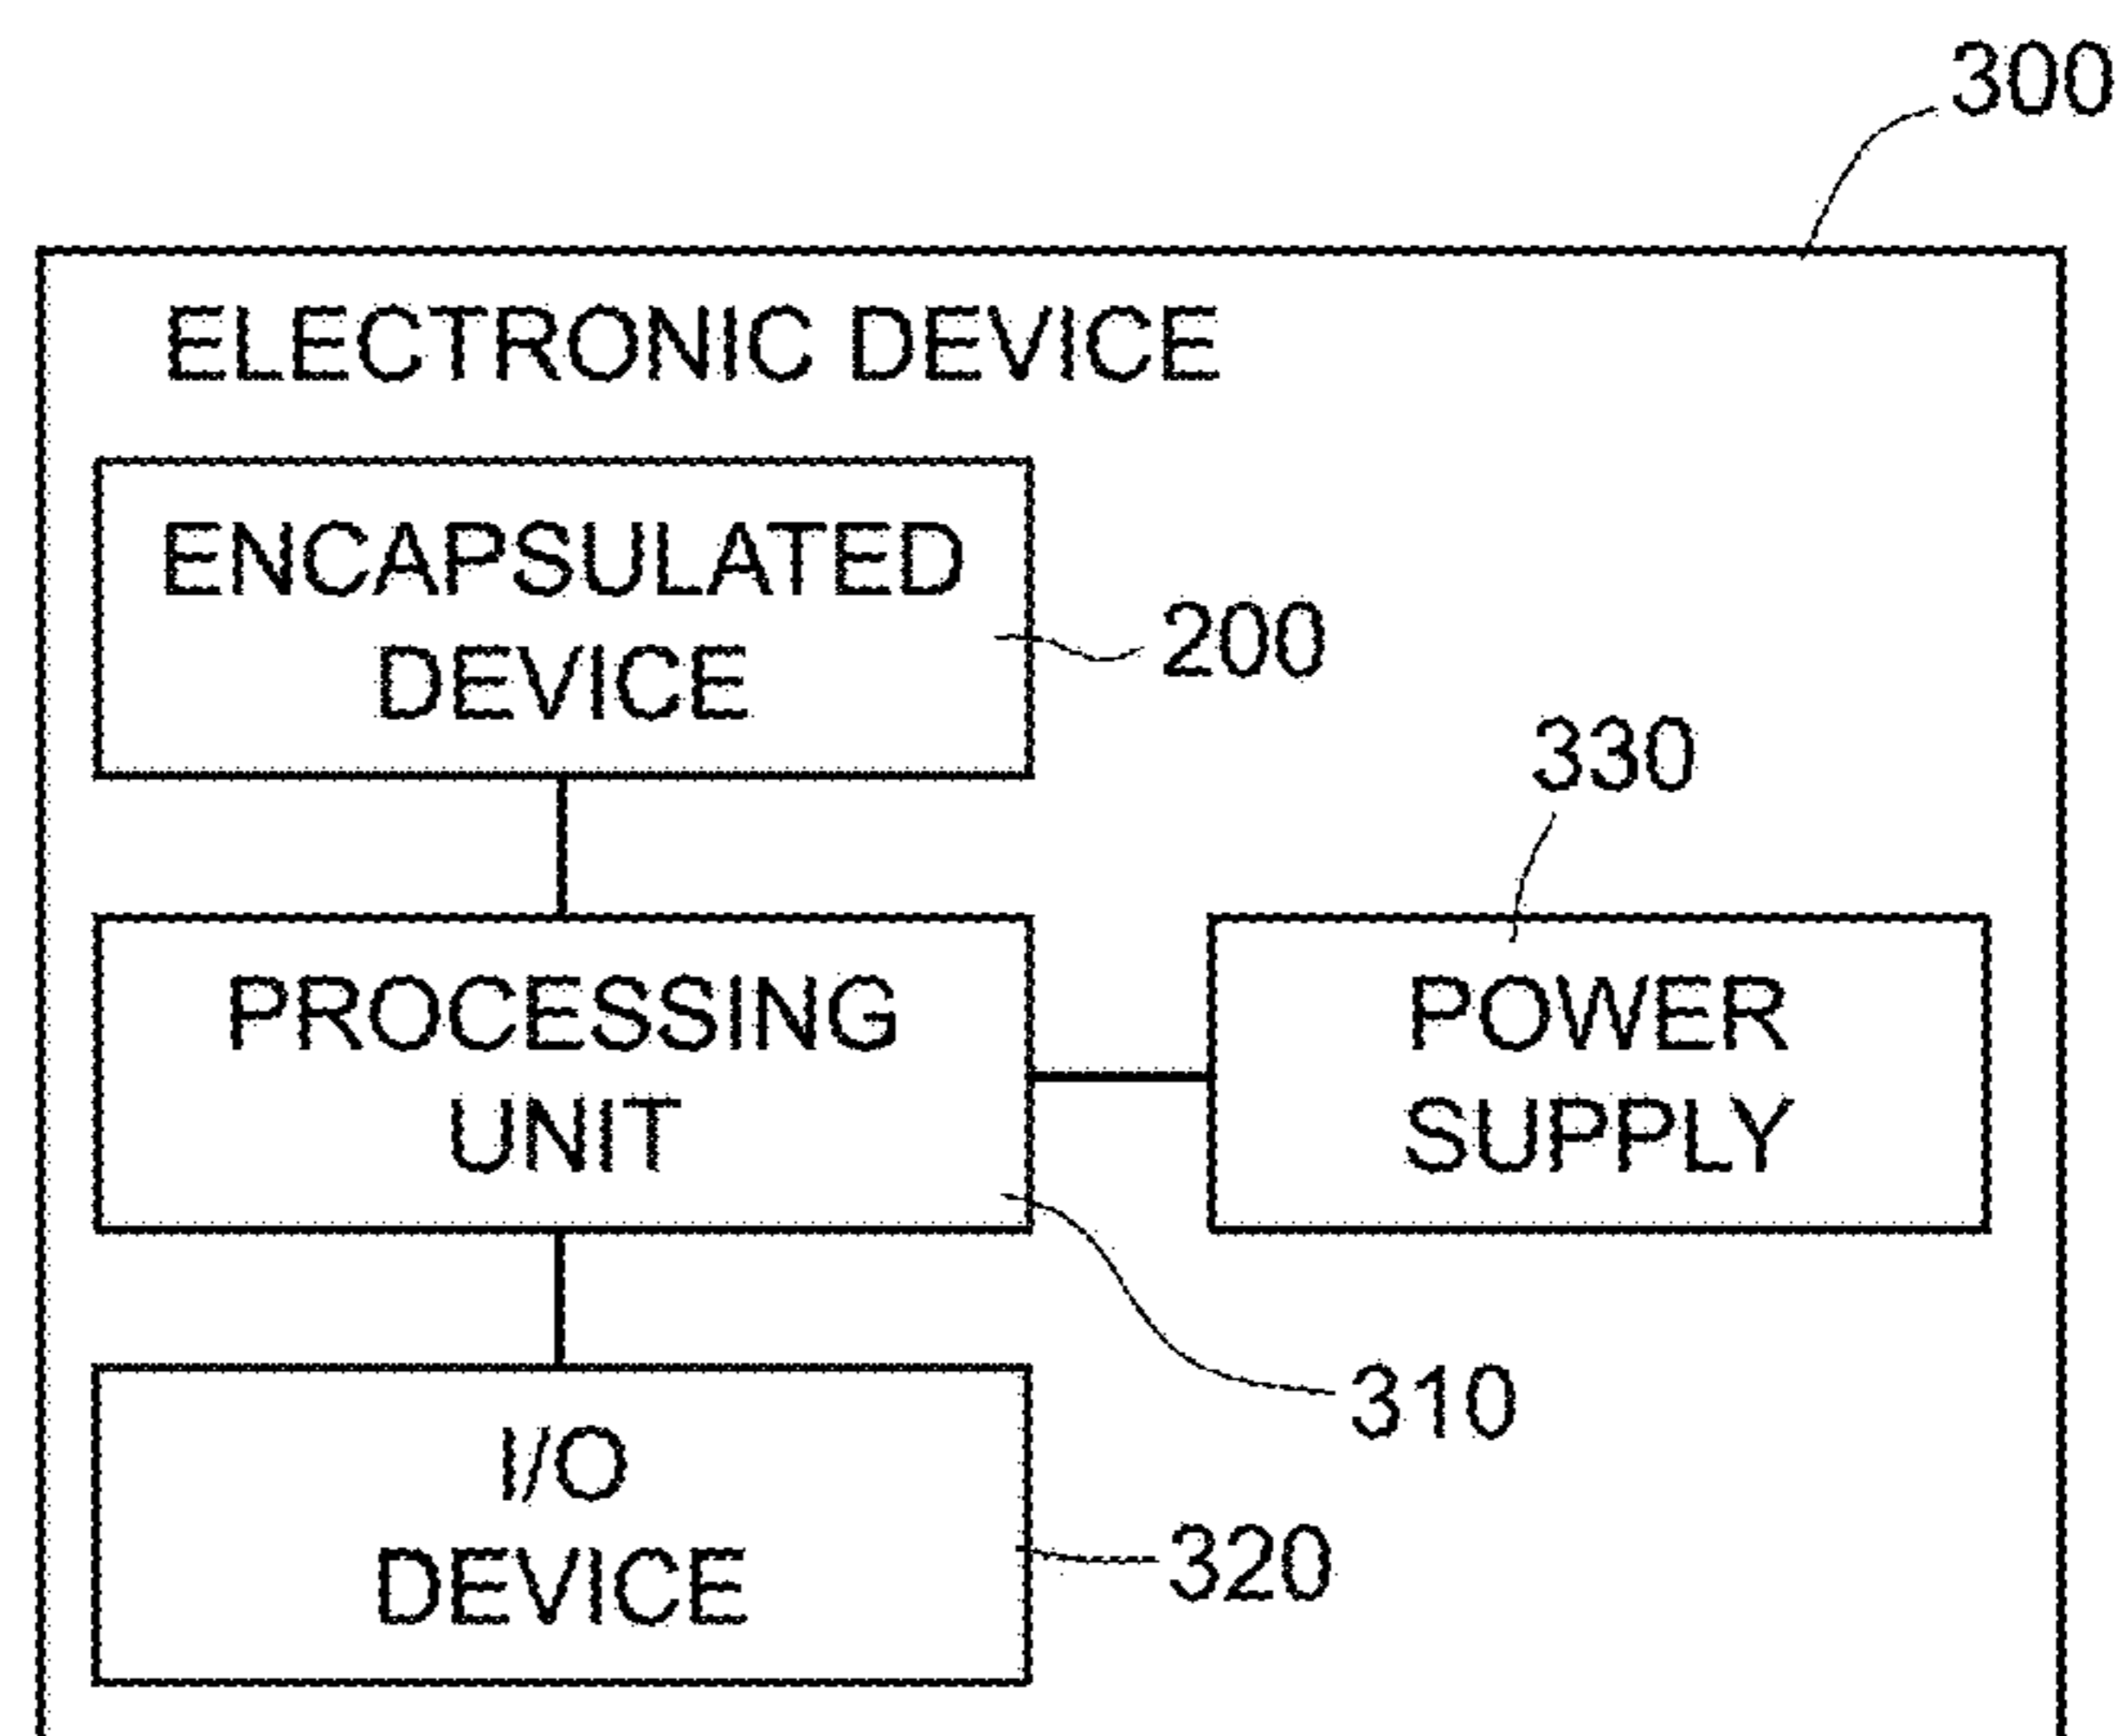 300
ELECTRONIC DEVICE
ENCAPSULATED
DEVICE
200
330
PROCESSING
UNIT
POWER
SUPPLY
310
I/O
DEVICE
320